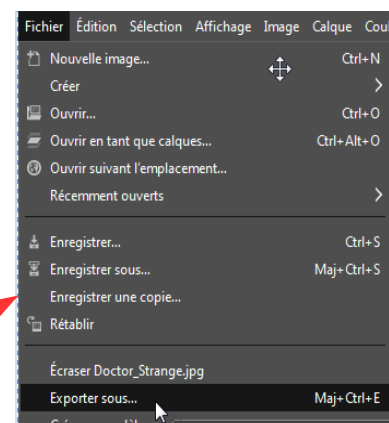 Fichier Édition Sélection Affichage Image Calque Coul
Nouvelle image... Ctrl+N
Créer
Ouvrir... Ctrl+O
Ouvrir en tant que calques... Ctrl+Alt+O
Ouvrir suivant l'emplacement...
Récemment ouverts
Enregistrer... Ctrl+S
Enregistrer sous... Maj+Ctrl+S
Enregistrer une copie...
Rétablir
Écraser Doctor_Strange.jpg
Exporter sous... Maj+Ctrl+E